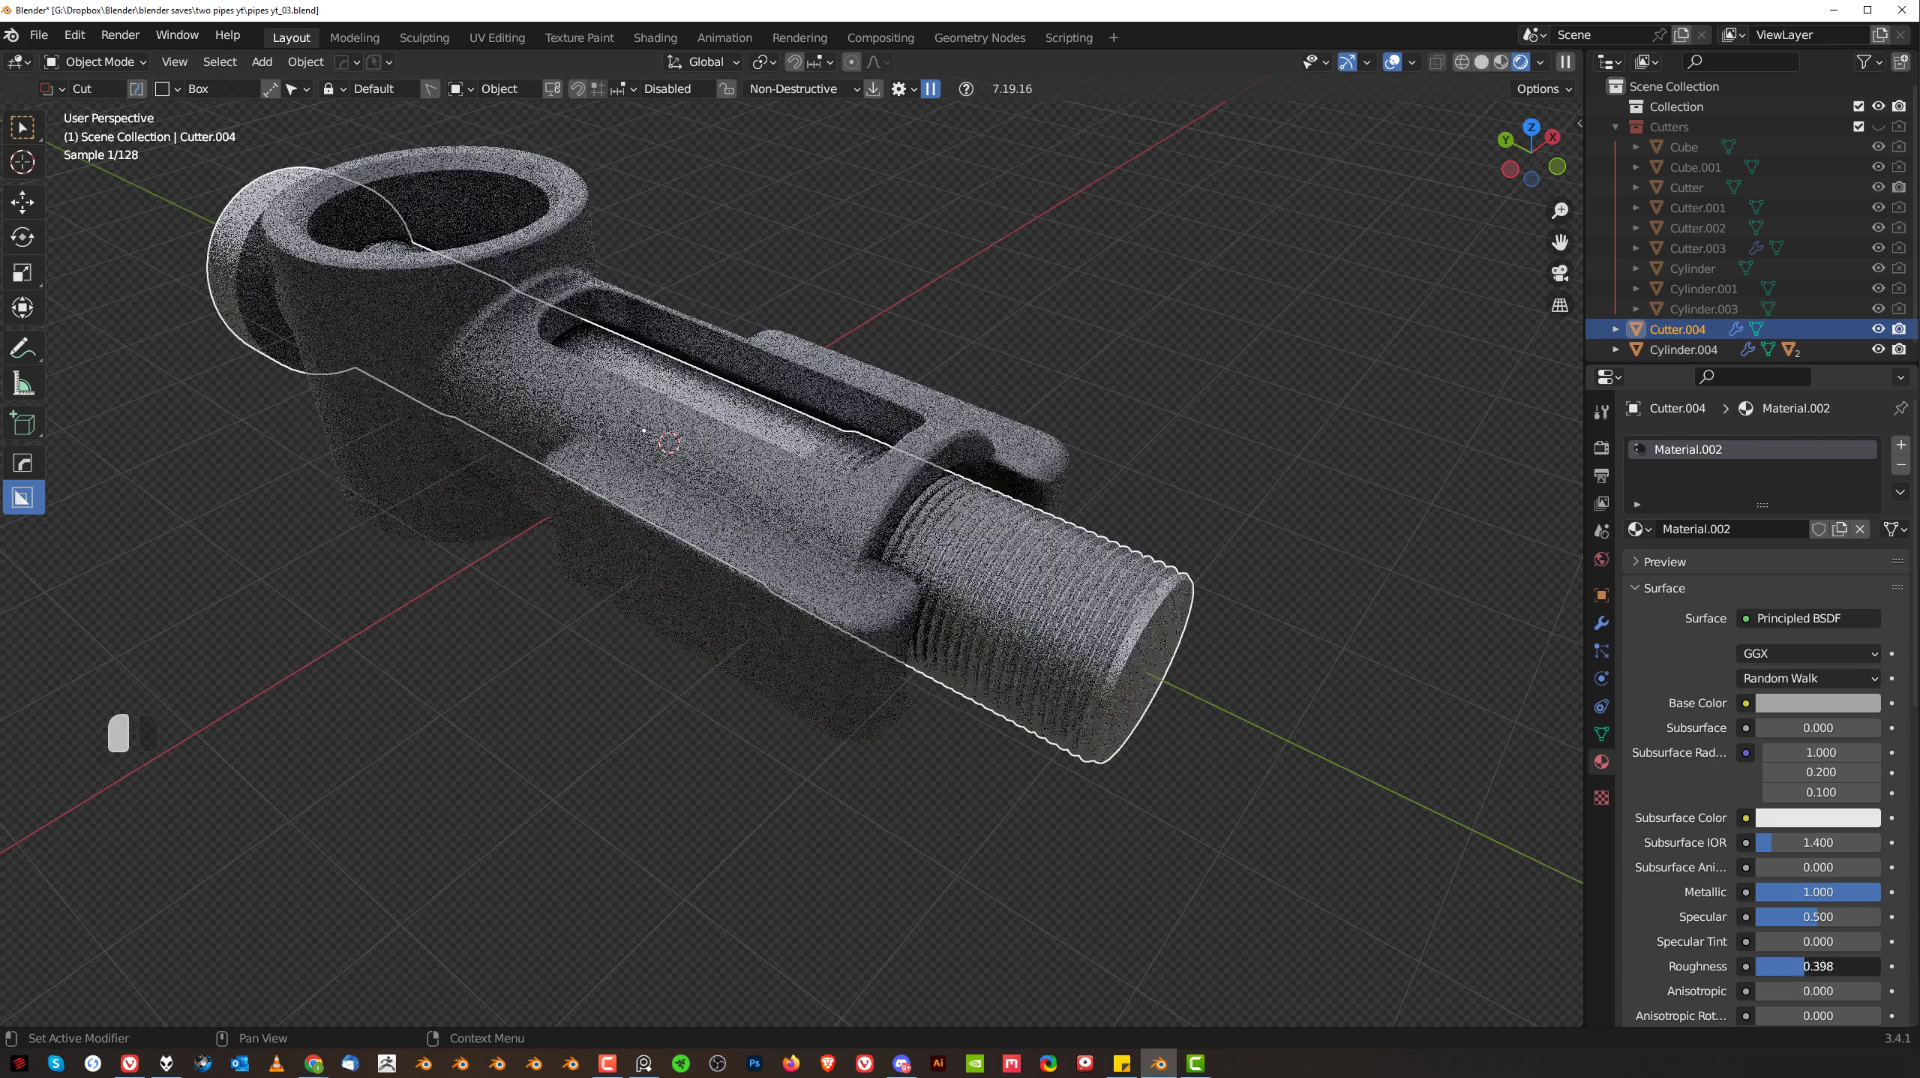 Blender* [G:\Dropbox\Blender\blender saves\two pipes yt\pipes yt_03.blend]
File Edit Render Window Help
Layout Modeling Sculpting UV Editing Texture Paint Shading Animation Rendering Compositing Geometry Nodes Scripting +
Scene
ViewLayer
Object Mode View Select Add Object
Global
Cut Box Default Object Disabled Non-Destructive 7.19.16
Options
User Perspective
(1) Scene Collection | Cutter.004
Sample 1/128
Z
X
Y
Scene Collection
Collection
Cutters
Cube
Cube.001
Cutter
Cutter.001
Cutter.002
Cutter.003
Cylinder
Cylinder.001
Cylinder.003
Cutter.004
Cylinder.004 2
Cutter.004 > Material.002
Material.002
Material.002
Preview
Surface
Surface Principled BSDF
GGX
Random Walk
Base Color
Subsurface 0.000
Subsurface Rad... 1.000
0.200
0.100
Subsurface Color
Subsurface IOR 1.400
Subsurface Ani... 0.000
Metallic 1.000
Specular 0.500
Specular Tint 0.000
Roughness 0.398
Anisotropic 0.000
Anisotropic Rot... 0.000
Set Active Modifier Pan View Context Menu 3.4.1